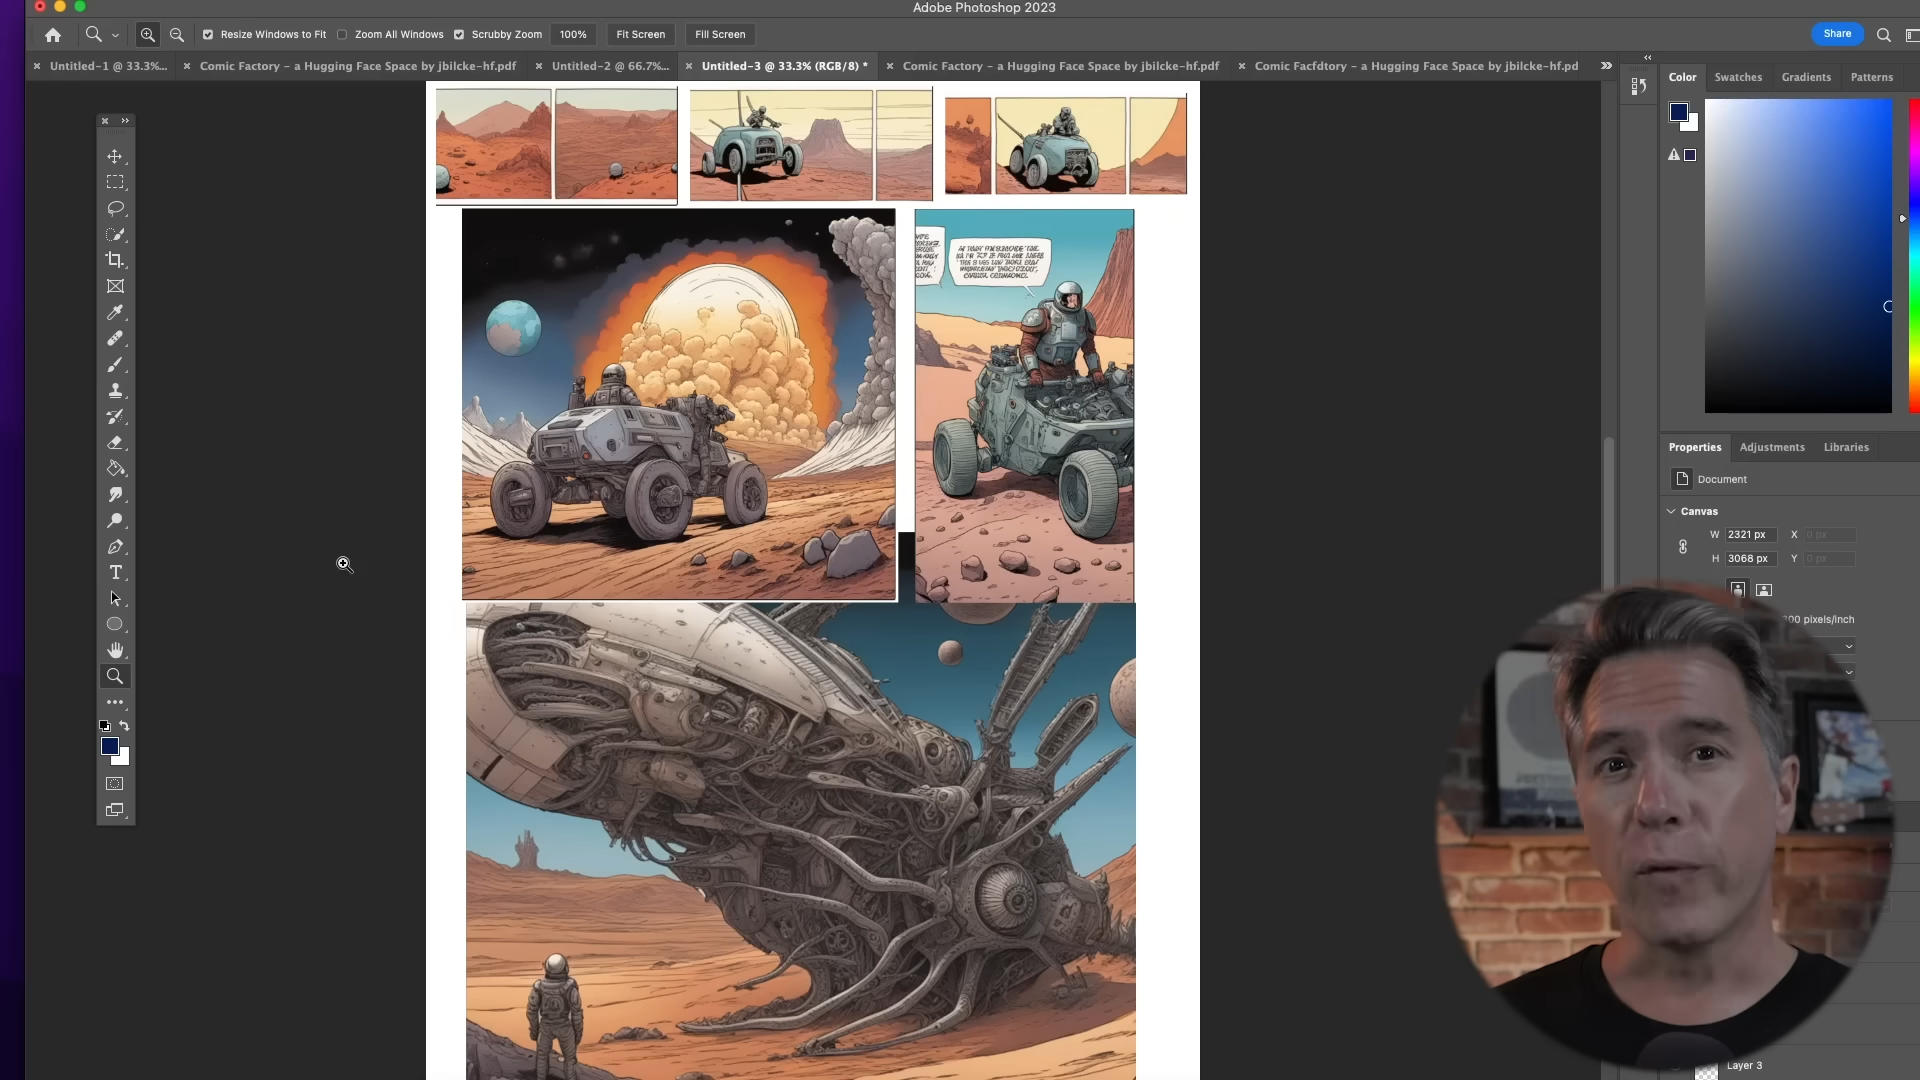 Adobe Photoshop 2023
Resize Windows to Fit Zoom All Windows Scrubby Zoom 100% Fit Screen Fill Screen Share
Untitled-1 @ 33.3%... Comic Factory - a Hugging Face Space by jbilcke-hf.pdf Untitled-2 @ 66.7%... Untitled-3 @ 33.3% (RGB/8) * Comic Factory - a Hugging Face Space by jbilcke-hf.pdf Comic Facfdtory - a Hugging Face Space by jbilcke-hf.pd
Color Swatches Gradients Patterns
Properties Adjustments Libraries
Document
Canvas
W 2321 px X 0 px
H 3068 px Y 0 px
pixels/inch
Layer 3